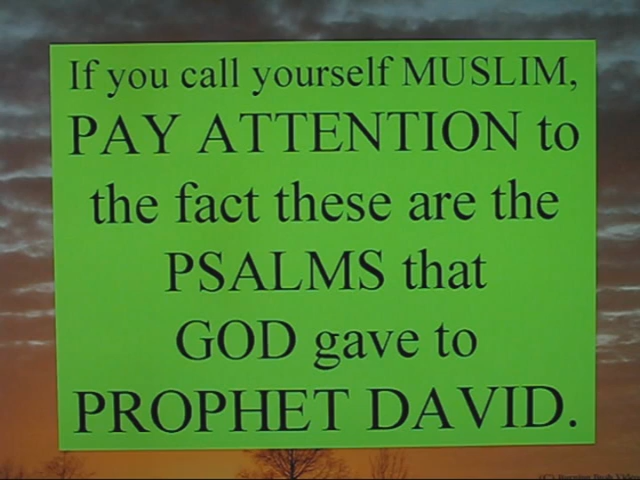 If you call yourself MUSLIM,
PAY ATTENTION to
the fact these are the
PSALMS that
GOD gave to
PROPHET DAVID.